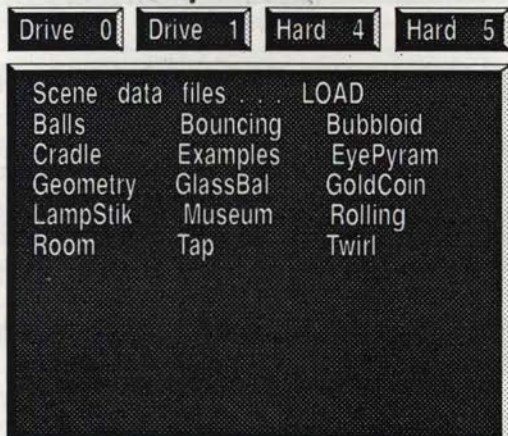 Drive 0 Drive 1 Hard 4 Hard 5
Scene data files . . . LOAD
Balls Bouncing Bubbloid
Cradle Examples EyePyram
Geometry GlassBal GoldCoin
LampStik Museum Rolling
Room Tap Twirl